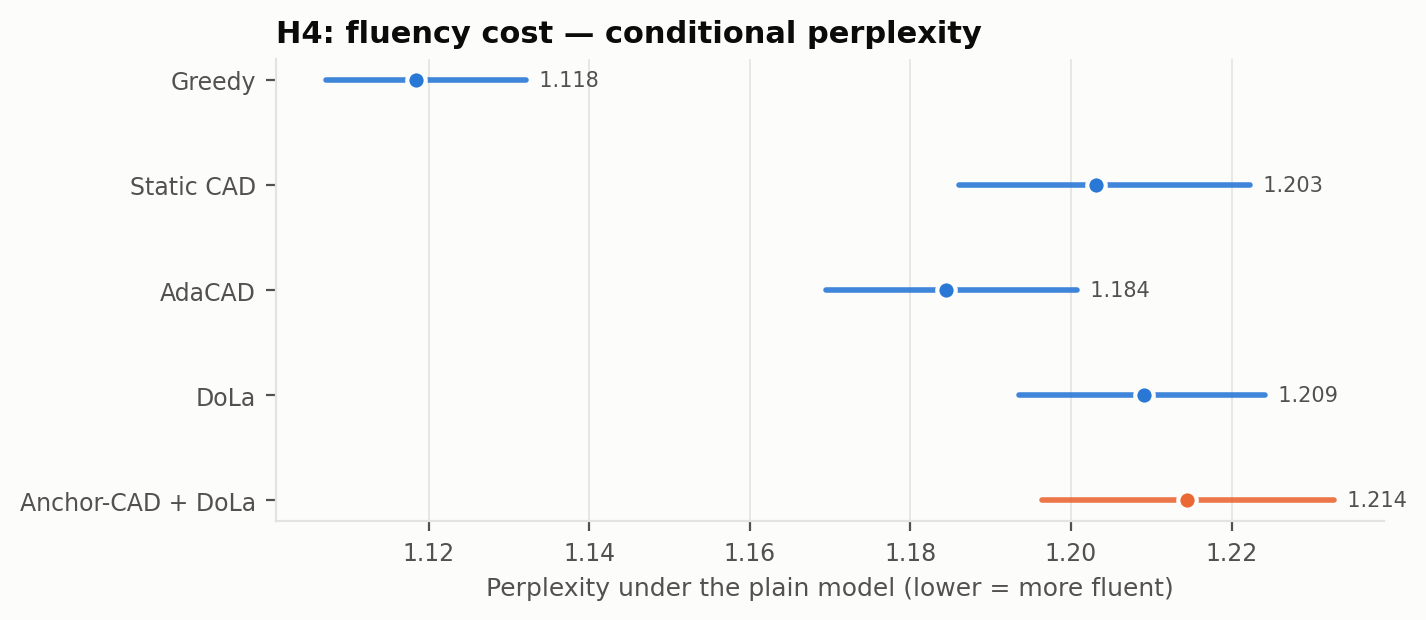 H4: fluency cost — conditional perplexity
Greedy
1.118
Static CAD
1.203
AdaCAD
1.184
DoLa
1.209
Anchor-CAD + DoLa
1.214
1.12 1.14 1.16 1.18 1.20 1.22
Perplexity under the plain model (lower = more fluent)